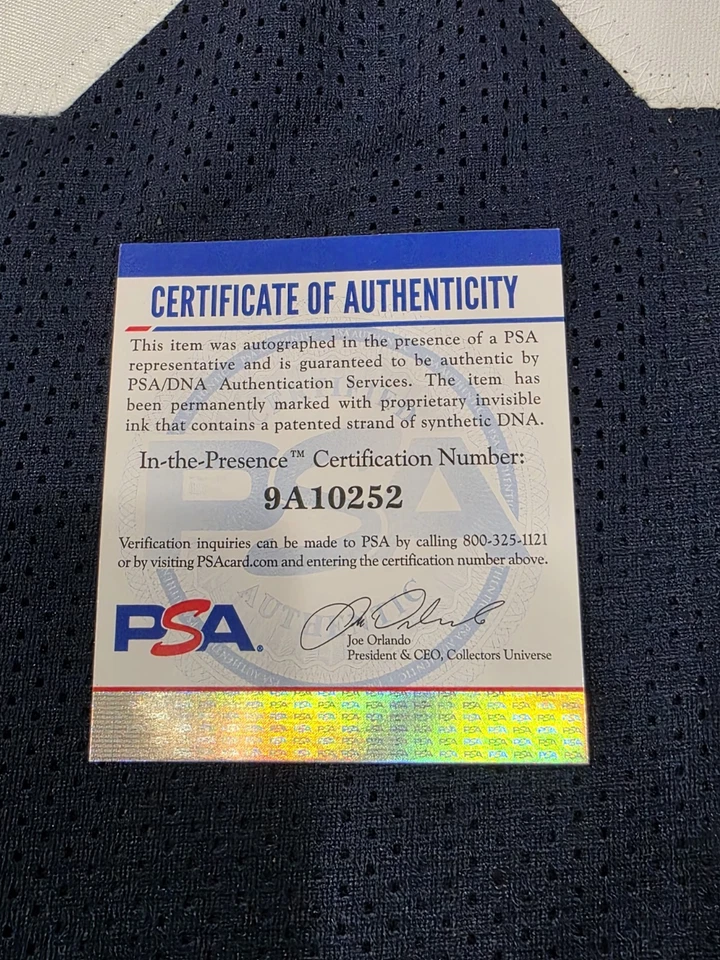 CERTIFICATE OF AUTHENTICITY
This item was autographed in the presence of a PSA
representative and is guaranteed to be authentic by
PSA/DNA Authentication Services. The item has
been permanently marked with proprietary invisible
ink that contains a patented strand of synthetic DNA.
In-the-Presence™ Certification Number:
9A10252
Verification inquiries can be made to PSA by calling 800-325-1121
or by visiting PSAcard.com and entering the certification number above.
PSA®
Joe Orlando
President & CEO, Collectors Universe